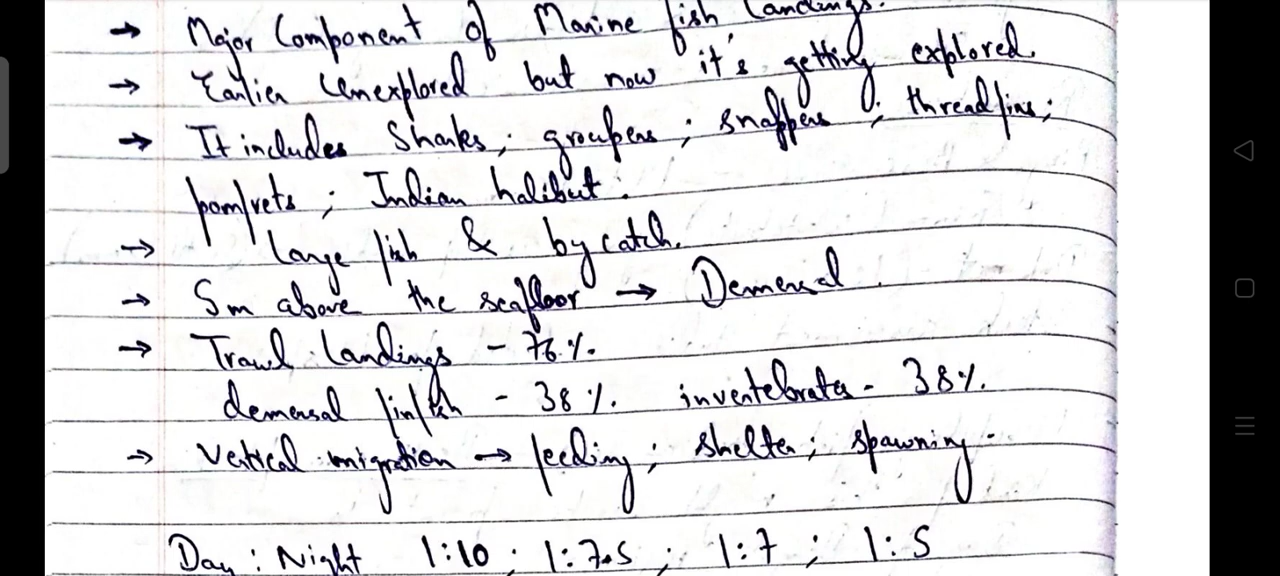 → Major Component of Marine fish Landings.
→ Earlier Unexplored but now it's getting explored.
→ It includes Sharks ; groupers ; snappers ; threadfins ;
pomfrets ; Indian halibut.
→ Large fish & by catch.
→ 5m above the seafloor → Demersal.
→ Trawl Landings - 76%.
demersal finfish - 38%. invertebrates - 38%.
→ Vertical migration → feeding ; shelter ; spawning.
Day : Night 1:10 ; 1:7.5 ; 1:7 ; 1:5